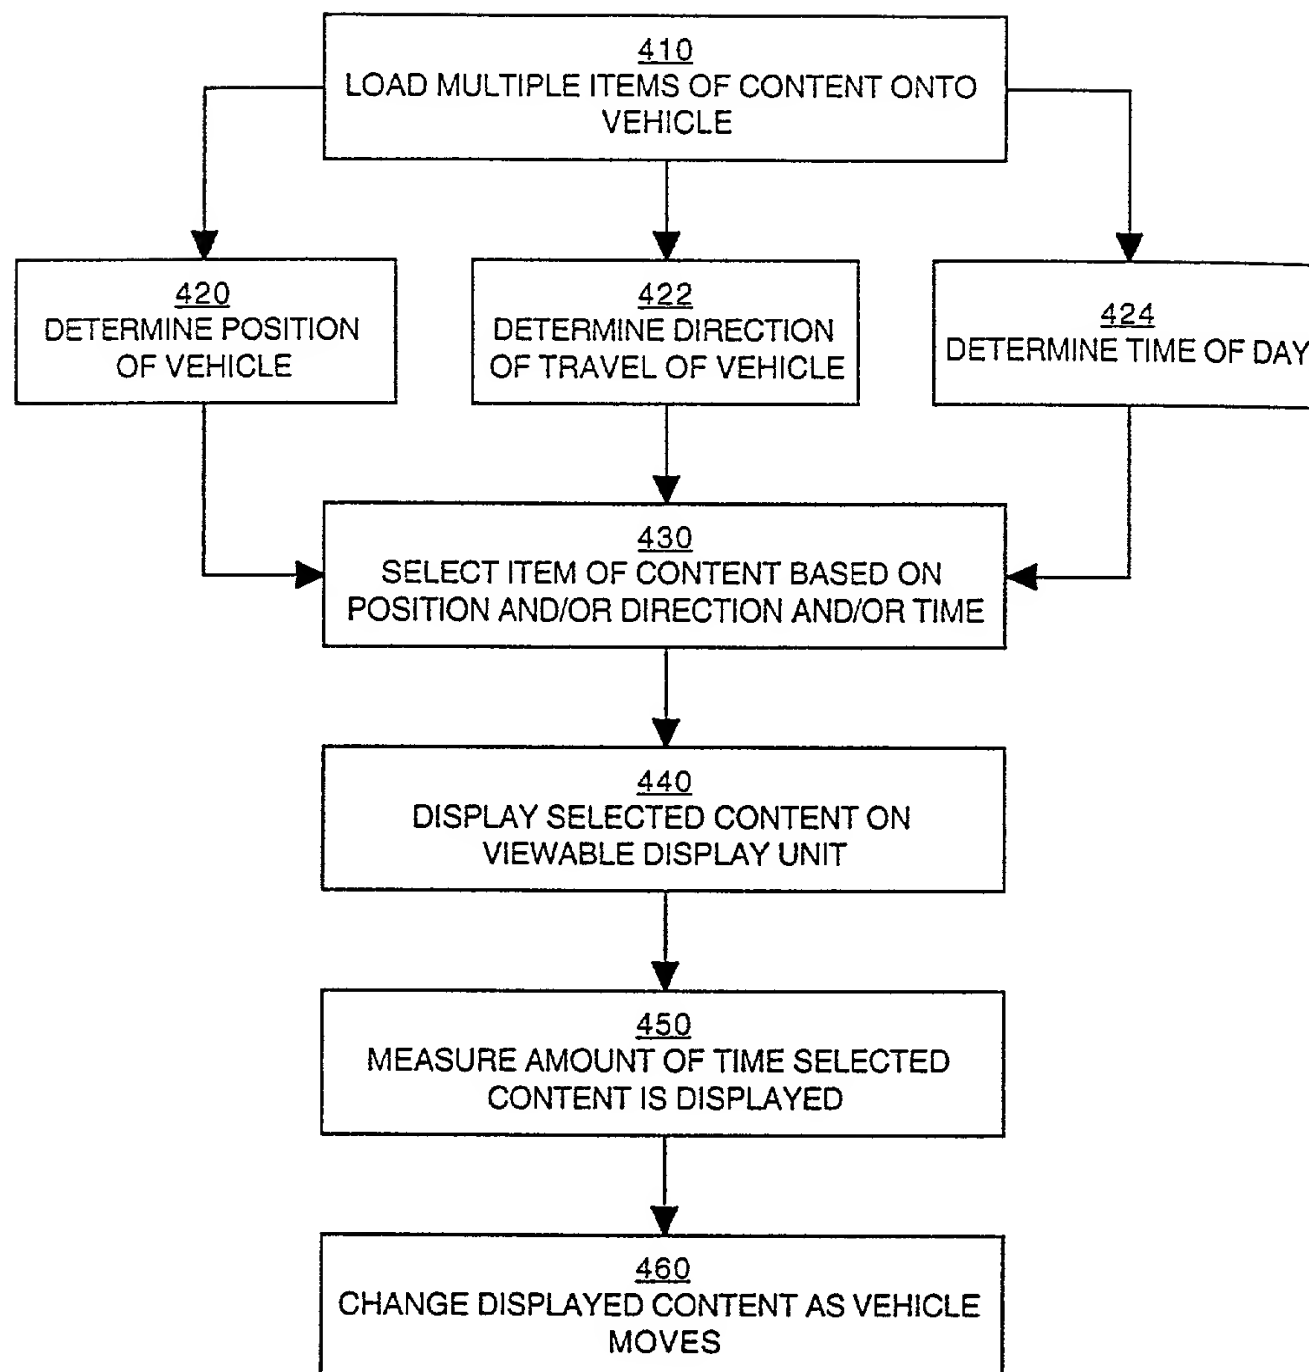 410
LOAD MULTIPLE ITEMS OF CONTENT ONTO
VEHICLE
420
DETERMINE POSITION
OF VEHICLE
422
DETERMINE DIRECTION
OF TRAVEL OF VEHICLE
424
DETERMINE TIME OF DAY
430
SELECT ITEM OF CONTENT BASED ON
POSITION AND/OR DIRECTION AND/OR TIME
440
DISPLAY SELECTED CONTENT ON
VIEWABLE DISPLAY UNIT
450
MEASURE AMOUNT OF TIME SELECTED
CONTENT IS DISPLAYED
460
CHANGE DISPLAYED CONTENT AS VEHICLE
MOVES